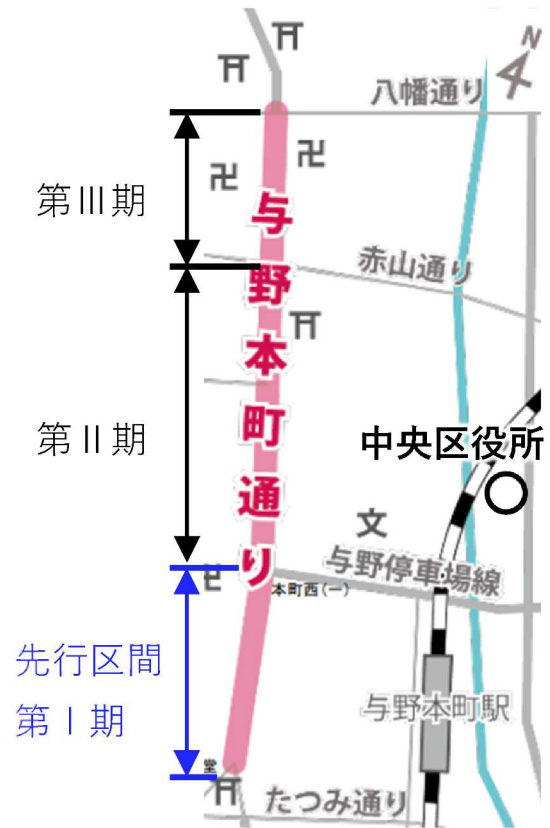 N
八幡通り
第Ⅲ期
与野本町通り
赤山通り
第Ⅱ期
中央区役所
文
与野停車場線
本町西(一)
先行区間
第Ⅰ期
与野本町駅
堂
たつみ通り